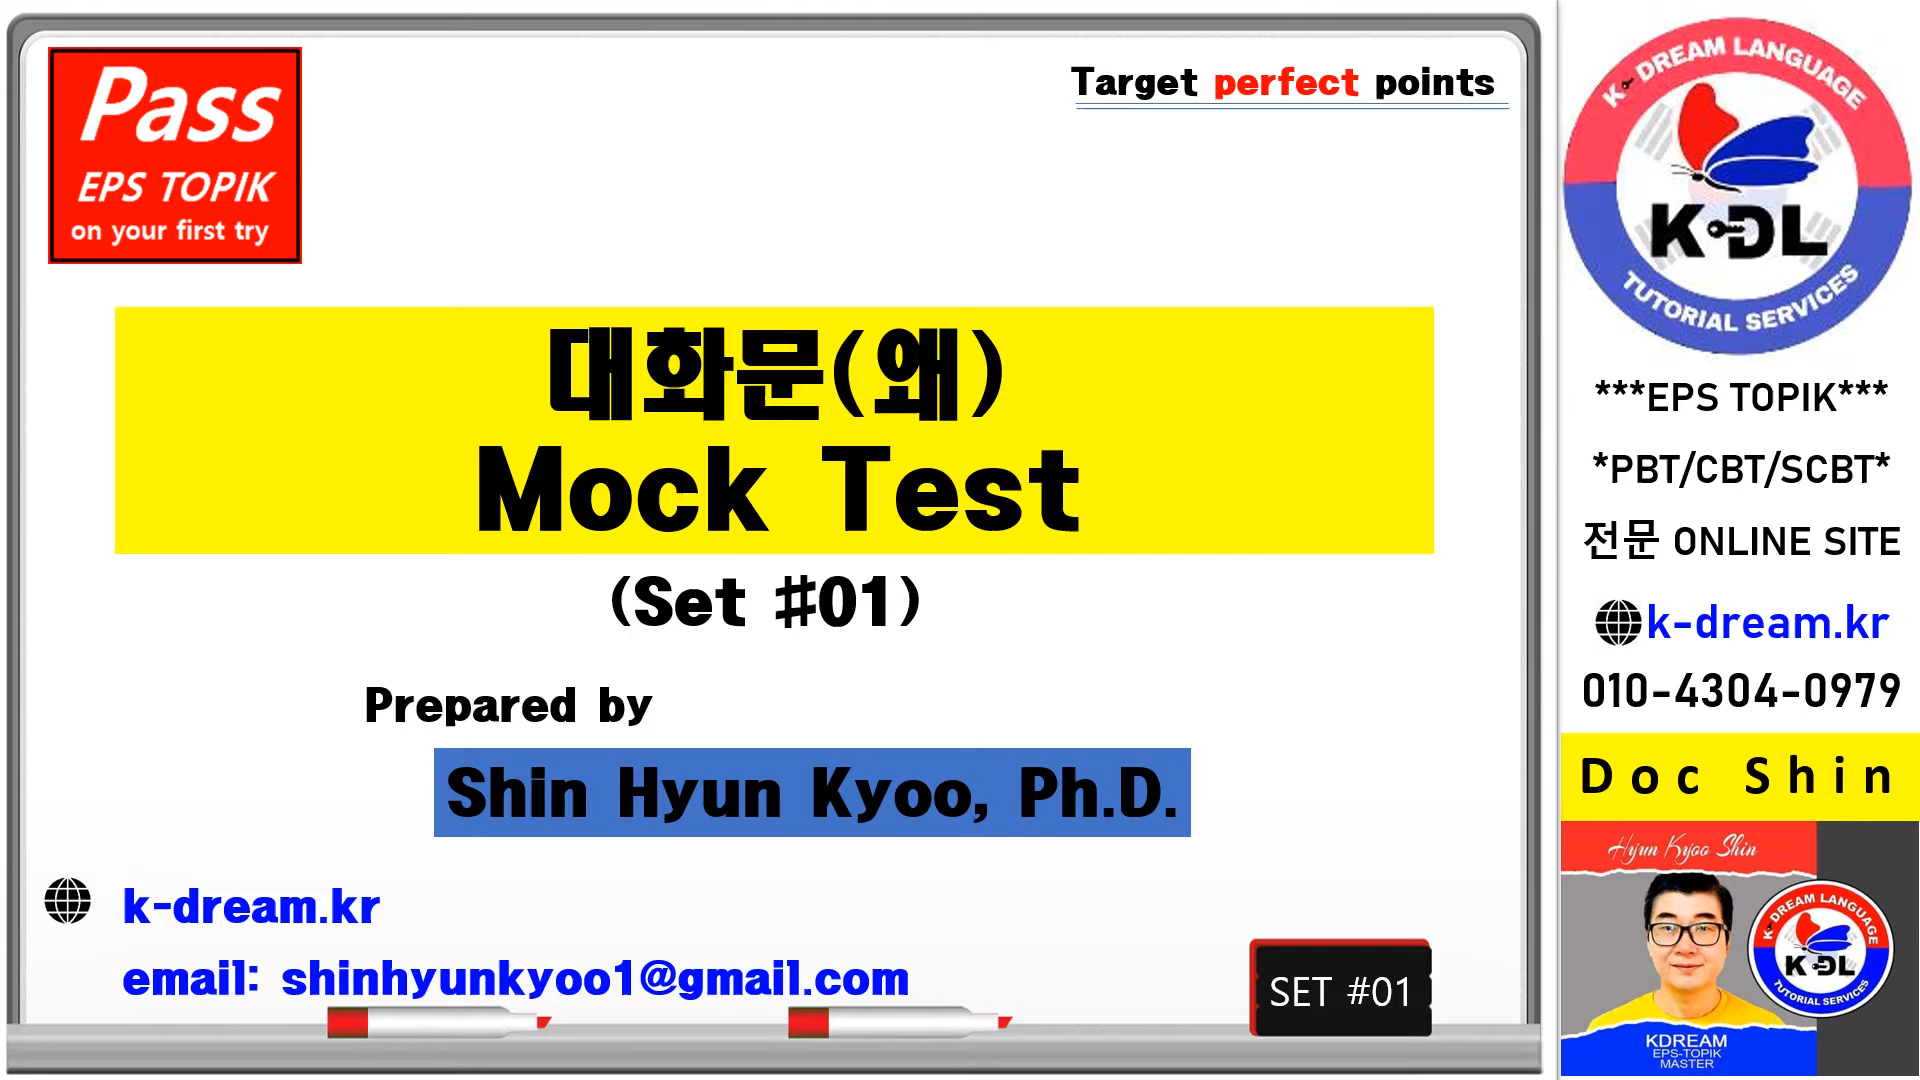 Pass
EPS TOPIK
on your first try
Target perfect points
대화문(왜)
Mock Test
(Set #01)
Prepared by
Shin Hyun Kyoo, Ph.D.
k-dream.kr
email: shinhyunkyoo1@gmail.com
SET #01
K-DREAM LANGUAGE
K-DL
TUTORIAL SERVICES
***EPS TOPIK***
*PBT/CBT/SCBT*
전문 ONLINE SITE
k-dream.kr
010-4304-0979
Doc Shin
Hyun Kyoo Shin
K-DREAM LANGUAGE
K-DL
TUTORIAL SERVICES
KDREAM
EPS-TOPIK
MASTER